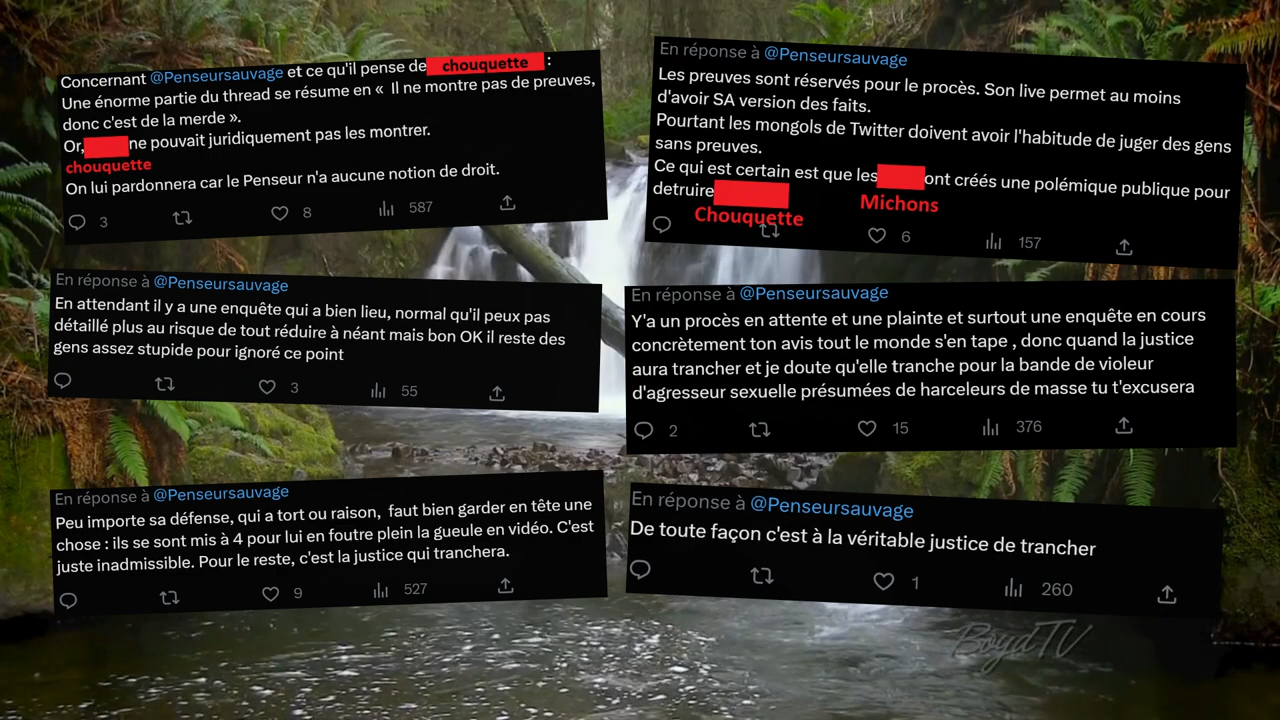 Concernant @Penseursauvage et ce qu'il pense de chouquette :
Une énorme partie du thread se résume en « Il ne montre pas de preuves,
donc c'est de la merde ».
Or, ne pouvait juridiquement pas les montrer.
chouquette
On lui pardonnera car le Penseur n'a aucune notion de droit.
3 8 587
En réponse à @Penseursauvage
Les preuves sont réservés pour le procès. Son live permet au moins
d'avoir SA version des faits.
Pourtant les mongols de Twitter doivent avoir l'habitude de juger des gens
sans preuves.
Ce qui est certain est que les ont créés une polémique publique pour
detruire
Michons
Chouquette
6 157
En réponse à @Penseursauvage
En attendant il y a une enquête qui a bien lieu, normal qu'il peux pas
détaillé plus au risque de tout réduire à néant mais bon OK il reste des
gens assez stupide pour ignoré ce point
3 55
En réponse à @Penseursauvage
Y'a un procès en attente et une plainte et surtout une enquête en cours
concrètement ton avis tout le monde s'en tape , donc quand la justice
aura trancher et je doute qu'elle tranche pour la bande de violeur
d'agresseur sexuelle présumées de harceleurs de masse tu t'excusera
2 15 376
En réponse à @Penseursauvage
Peu importe sa défense, qui a tort ou raison, faut bien garder en tête une
chose : ils se sont mis à 4 pour lui en foutre plein la gueule en vidéo. C'est
juste inadmissible. Pour le reste, c'est la justice qui tranchera.
9 527
En réponse à @Penseursauvage
De toute façon c'est à la véritable justice de trancher
1 260
BoydTV